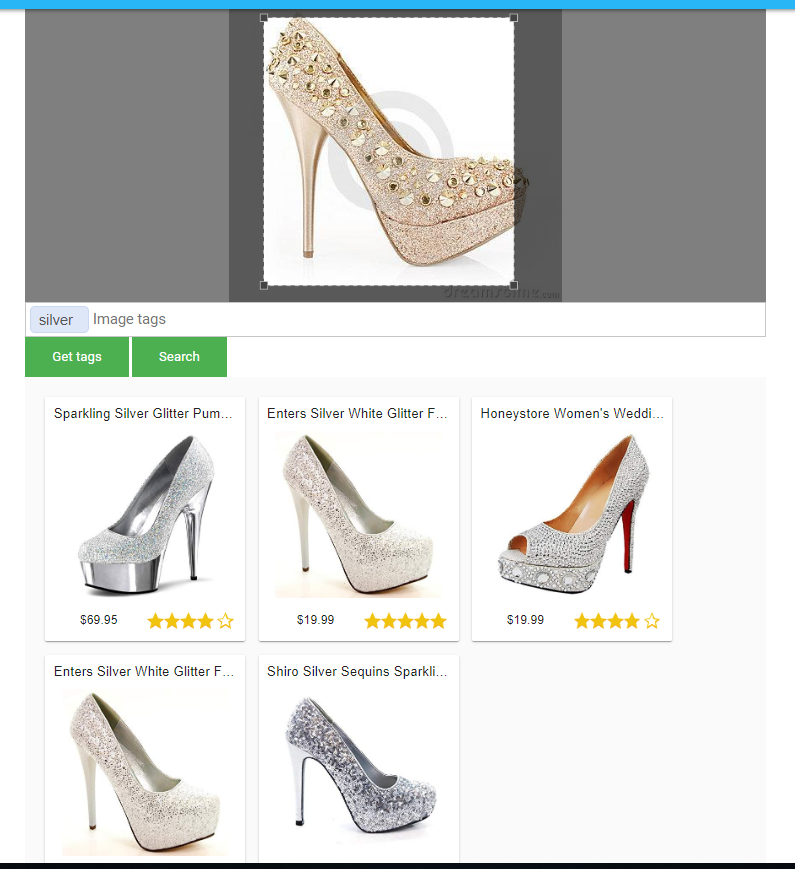 dreamstime.com
silver Image tags
Get tags Search
Sparkling Silver Glitter Pum...
Enters Silver White Glitter F...
Honeystore Women's Weddi...
$69.95
$19.99
$19.99
Enters Silver White Glitter F...
Shiro Silver Sequins Sparkli...